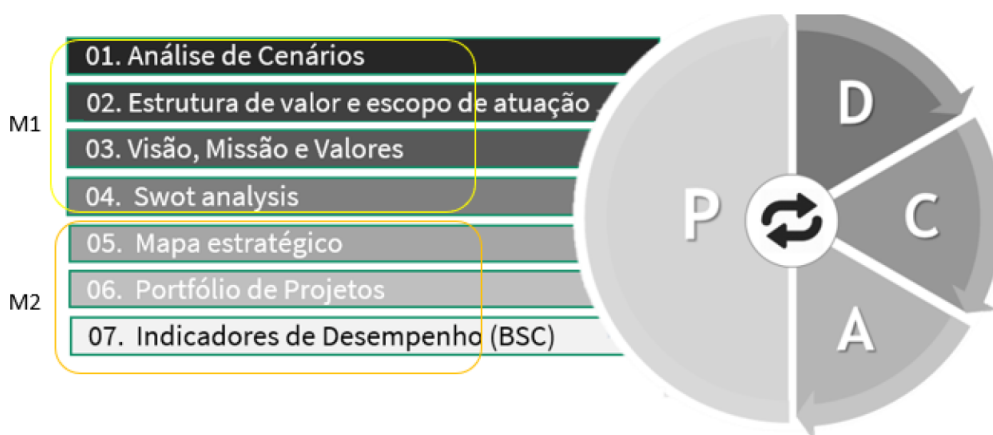 M1
01. Análise de Cenários
02. Estrutura de valor e escopo de atuação
03. Visão, Missão e Valores
04. Swot analysis
M2
05. Mapa estratégico
06. Portfólio de Projetos
07. Indicadores de Desempenho (BSC)
P
D
C
A